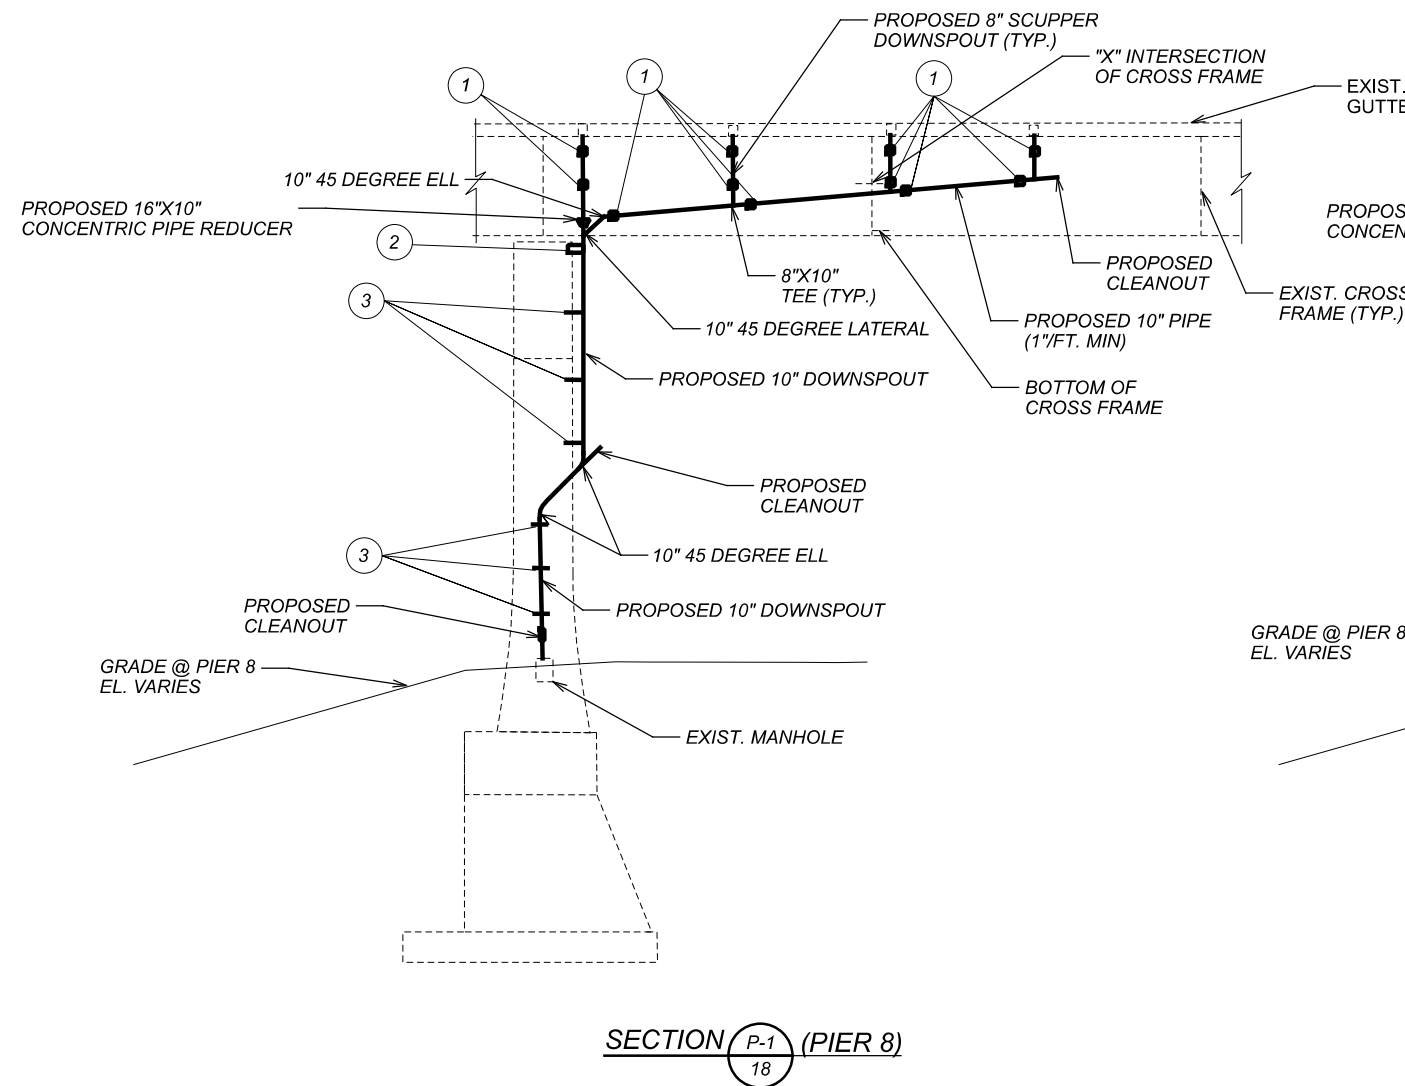 PROPOSED 8" SCUPPER
DOWNSPOUT (TYP.)
"X" INTERSECTION
OF CROSS FRAME
1
1
1
EXIST.
10" 45 DEGREE ELL
PROPOSED 16"X10"
CONCENTRIC PIPE REDUCER
2
3
8"X10"
TEE (TYP.)
10" 45 DEGREE LATERAL
PROPOSED
CLEANOUT
EXIST. CROSS
FRAME (TYP.)
PROPOSED 10" PIPE
(1"/FT. MIN)
PROPOSED 10" DOWNSPOUT
BOTTOM OF
CROSS FRAME
PROPOSED
CLEANOUT
3
10" 45 DEGREE ELL
PROPOSED
CLEANOUT
PROPOSED 10" DOWNSPOUT
GRADE @ PIER 8
EL. VARIES
GRADE @ PIER 8
EL. VARIES
EXIST. MANHOLE
SECTION P-1 (PIER 8)
18